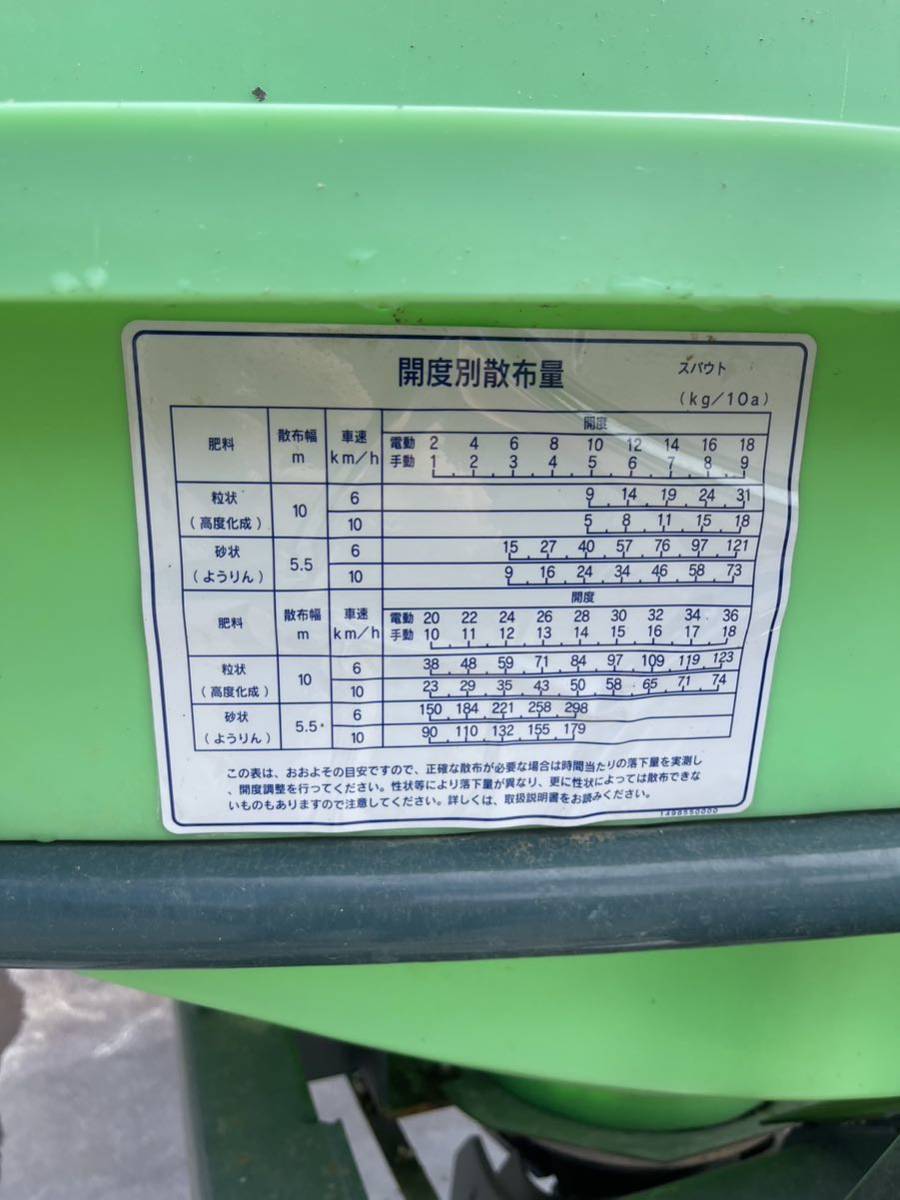 開度別散布量 スパウト
(kg/10a)
肥料 散布幅 m 車速 km/h 開度
電動 2 4 6 8 10 12 14 16 18
手動 1 2 3 4 5 6 7 8 9
粒状 (高度化成) 10 6 9 14 19 24 31
10 5 8 11 15 18
砂状 (ようりん) 5.5 6 15 27 40 57 76 97 121
10 9 16 24 34 46 58 73
肥料 散布幅 m 車速 km/h 開度
電動 20 22 24 26 28 30 32 34 36
手動 10 11 12 13 14 15 16 17 18
粒状 (高度化成) 10 6 38 48 59 71 84 97 109 119 123
10 23 29 35 43 50 58 65 71 74
砂状 (ようりん) 5.5 6 150 184 221 258 298
10 90 110 132 155 179
この表は、おおよその目安ですので、正確な散布が必要な場合は時間当たりの落下量を実測し
、開度調整を行ってください。性状等により落下量が異なり、更に性状によっては散布できな
いものもありますので注意してください。詳しくは、取扱説明書をお読みください。